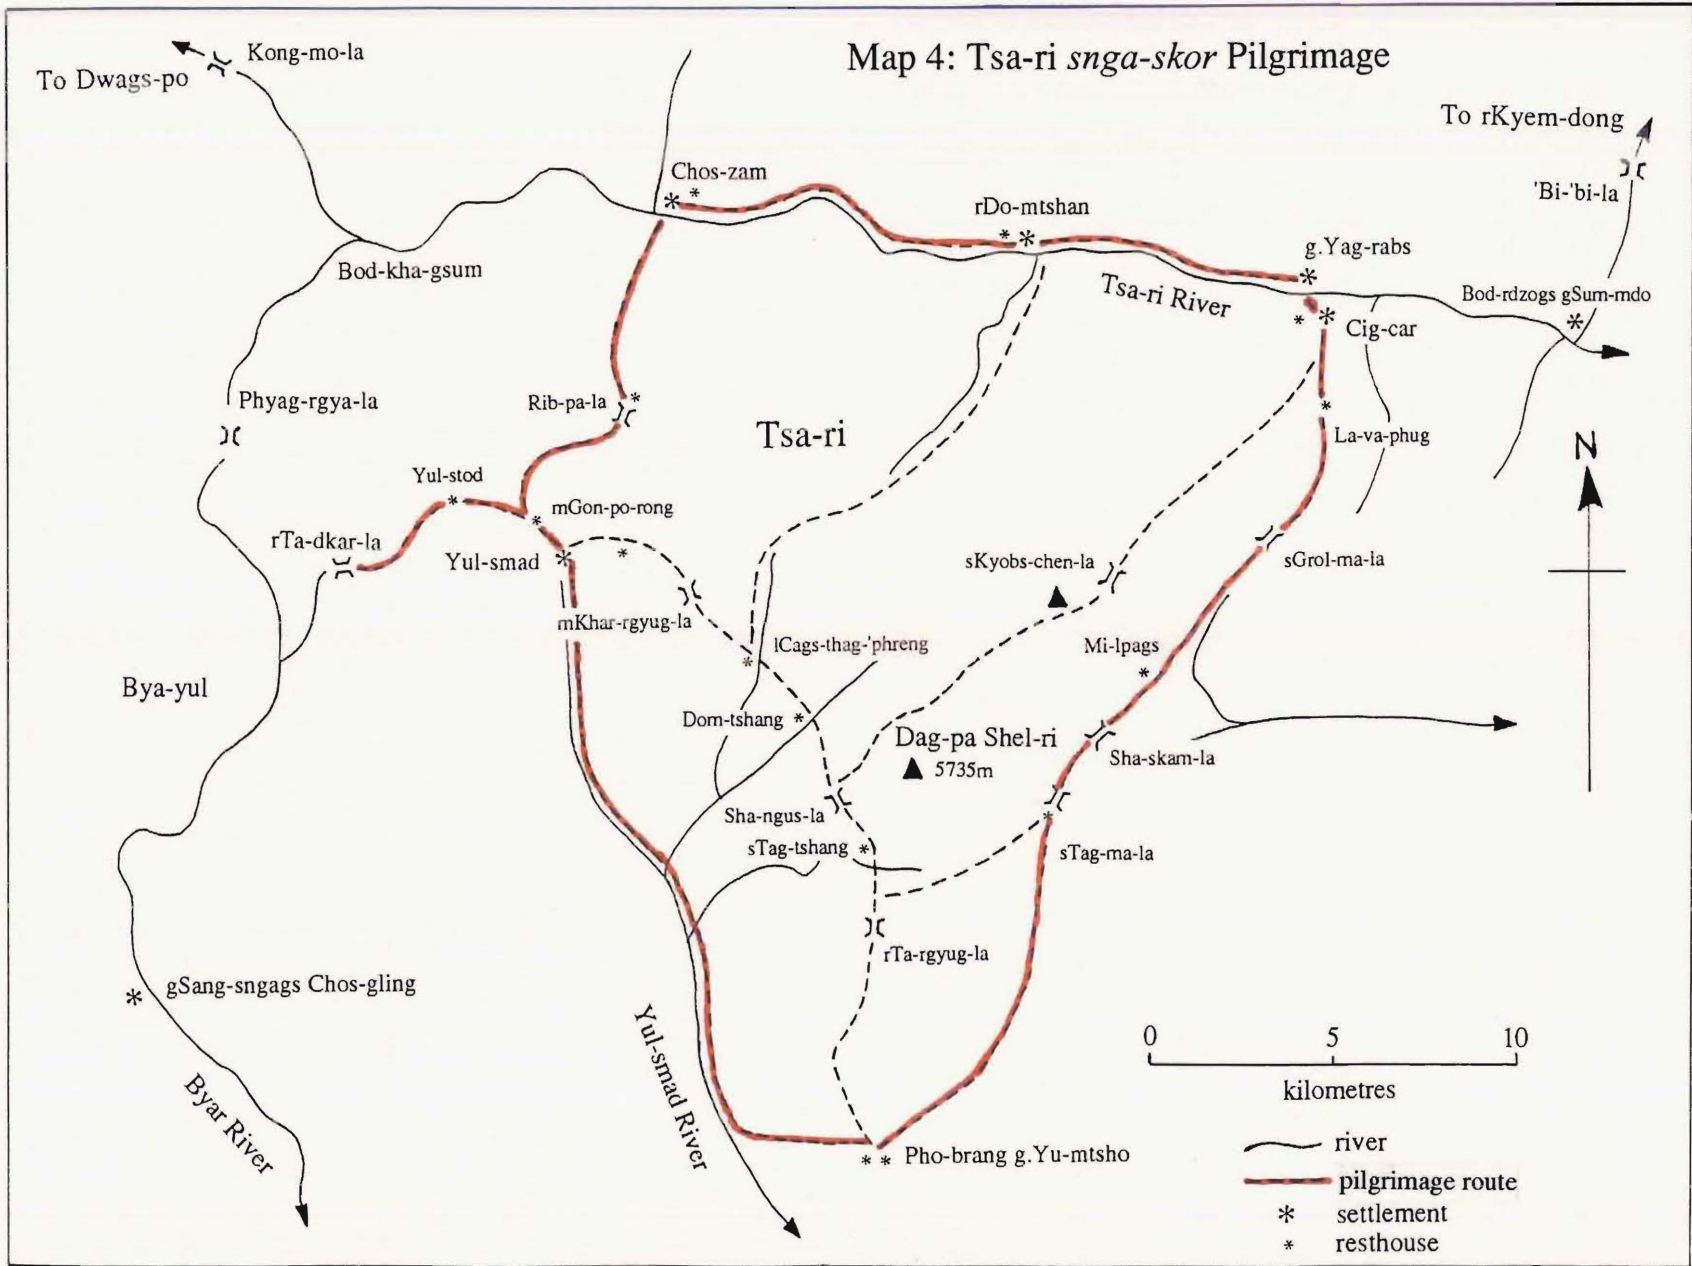 Map 4: Tsa-ri snga-skor Pilgrimage
Kong-mo-la
To Dwags-po
To rKyem-dong
'Bi-'bi-la
Chos-zam
rDo-mtshan
g.Yag-rabs
Bod-kha-gsum
Tsa-ri River
Bod-rdzogs gSum-mdo
Cig-car
Phyag-rgya-la
Rib-pa-la
Tsa-ri
La-va-phug
N
Yul-stod
mGon-po-rong
rTa-dkar-la
Yul-smad
sKyobs-chen-la
sGrol-ma-la
mKhar-rgyug-la
lCags-thag-'phreng
Mi-lpags
Bya-yul
Dom-tshang
Dag-pa Shel-ri
5735m
Sha-skam-la
Sha-ngus-la
sTag-tshang
sTag-ma-la
rTa-rgyug-la
gSang-sngags Chos-gling
Yul-smad River
Byar River
Pho-brang g.Yu-mtsho
0 5 10
kilometres
river
pilgrimage route
settlement
resthouse